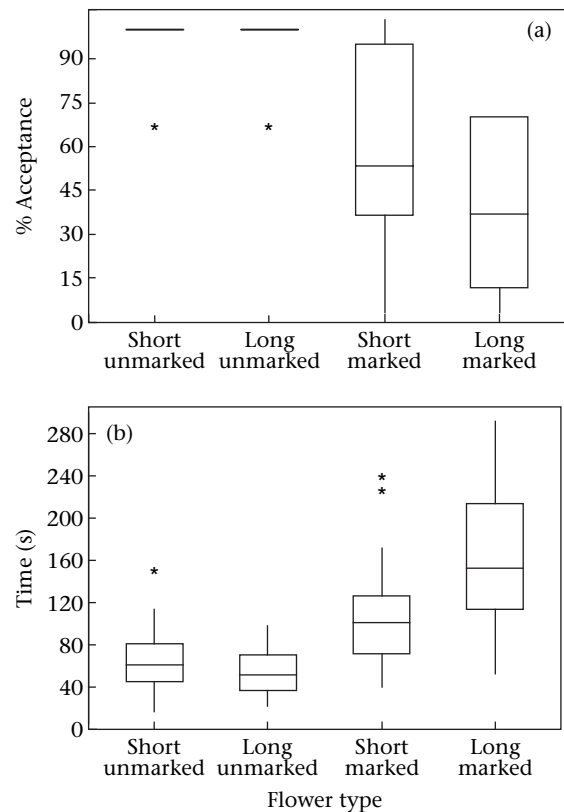 (a)
% Acceptance
90
75
60
45
30
15
0
*
*
Short unmarked
Long unmarked
Short marked
Long marked
(b)
Time (s)
280
240
200
160
120
80
40
0
*
*
*
Short unmarked
Long unmarked
Short marked
Long marked
Flower type